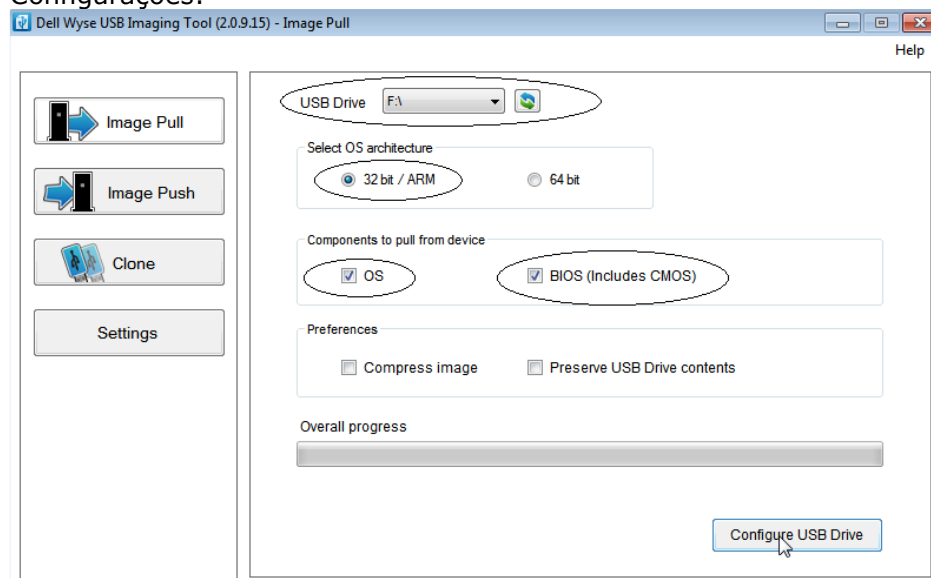 Configurações:
Dell Wyse USB Imaging Tool (2.0.9.15) - Image Pull
Help
Image Pull
Image Push
Clone
Settings
USB Drive F:\
Select OS architecture
32 bit / ARM 64 bit
Components to pull from device
OS BIOS (Includes CMOS)
Preferences
Compress image Preserve USB Drive contents
Overall progress
Configure USB Drive